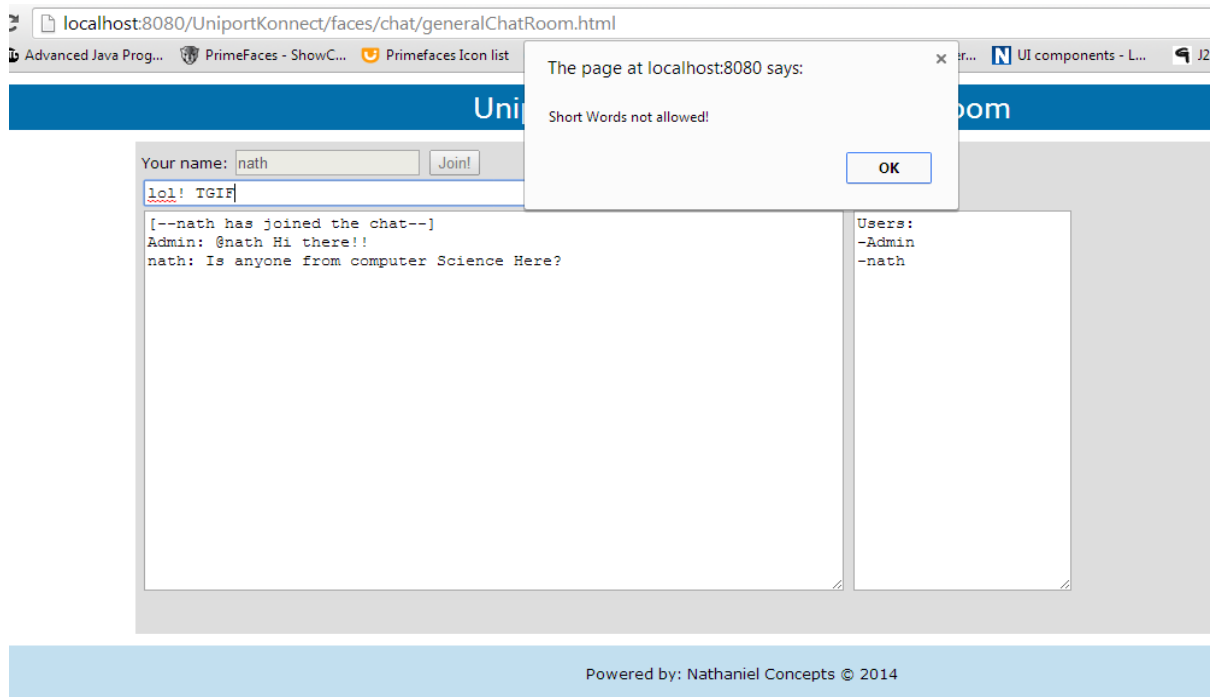 localhost:8080/UniportKonnect/faces/chat/generalChatRoom.html
Advanced Java Prog... PrimeFaces - ShowC... Primefaces Icon list UI components - L...
The page at localhost:8080 says:
Short Words not allowed!
OK
Your name: nath Join!
lol! TGIF
[--nath has joined the chat--]
Admin: @nath Hi there!!
nath: Is anyone from computer Science Here?
Users:
-Admin
-nath
Powered by: Nathaniel Concepts © 2014